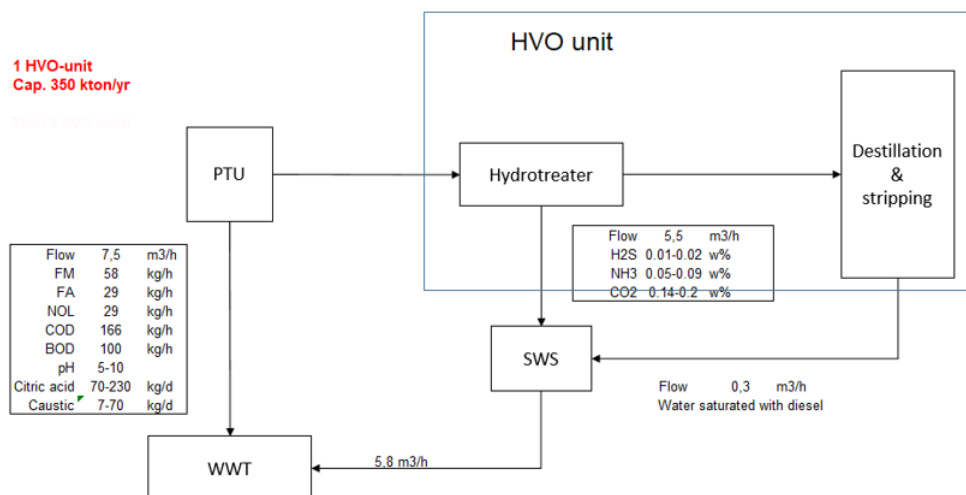 HVO unit
1 HVO-unit
Cap. 350 kton/yr
PTU
Hydrotreater
Destillation
&
stripping
Flow 7,5 m3/h
FM 58 kg/h
FA 29 kg/h
NOL 29 kg/h
COD 166 kg/h
BOD 100 kg/h
pH 5-10
Citric acid 70-230 kg/d
Caustic 7-70 kg/d
Flow 5,5 m3/h
H2S 0.01-0.02 w%
NH3 0.05-0.09 w%
CO2 0.14-0.2 w%
SWS
Flow 0,3 m3/h
Water saturated with diesel
WWT
5,8 m3/h